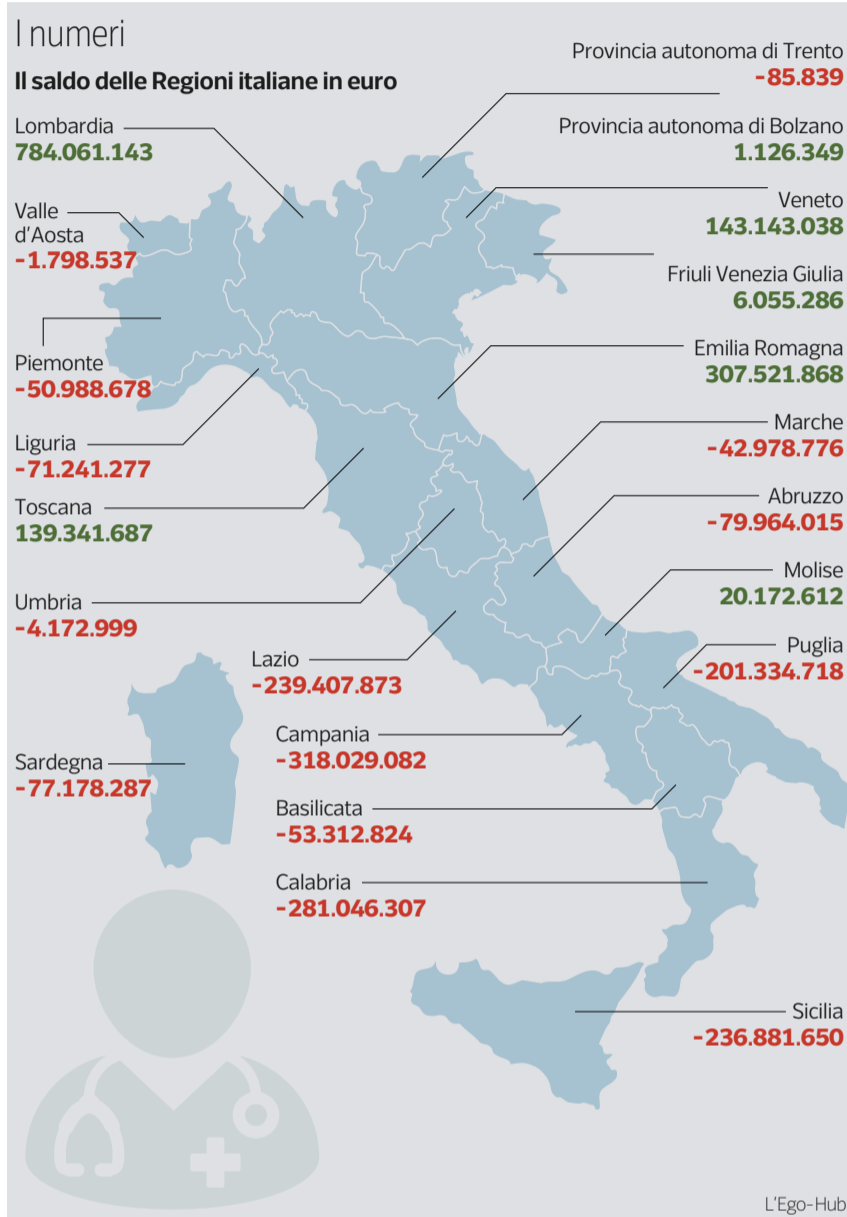 I numeri
Il saldo delle Regioni italiane in euro
Provincia autonoma di Trento
-85.839
Lombardia
784.061.143
Provincia autonoma di Bolzano
1.126.349
Valle
d'Aosta
-1.798.537
Veneto
143.143.038
Friuli Venezia Giulia
6.055.286
Piemonte
-50.988.678
Emilia Romagna
307.521.868
Liguria
-71.241.277
Marche
-42.978.776
Toscana
139.341.687
Abruzzo
-79.964.015
Umbria
-4.172.999
Molise
20.172.612
Lazio
-239.407.873
Puglia
-201.334.718
Campania
-318.029.082
Sardegna
-77.178.287
Basilicata
-53.312.824
Calabria
-281.046.307
Sicilia
-236.881.650
L'Ego-Hub